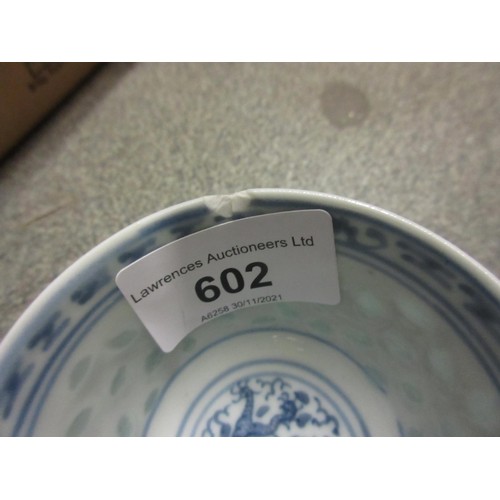 Lawrences Auctioneers Ltd
602
A6258 30/11/2021